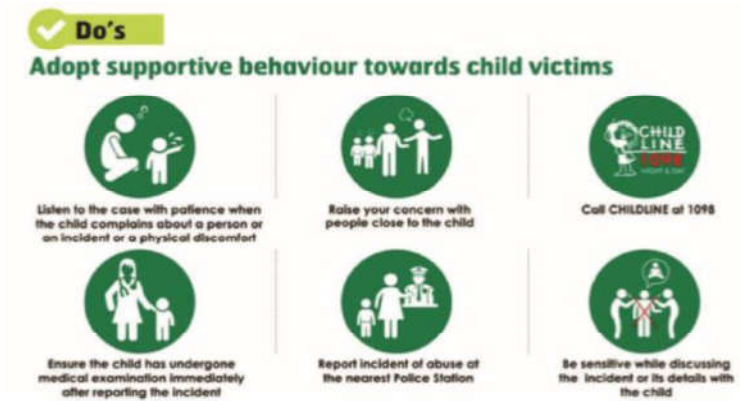 Do's
Adopt supportive behaviour towards child victims
CHILD
LINE
1098
NIGHT & DAY
Listen to the case with patience when
the child complains about a person or
an incident or a physical discomfort
Raise your concern with
people close to the child
Call CHILDLINE at 1098
Ensure the child has undergone
medical examination immediately
after reporting the incident
Report incident of abuse at
the nearest Police Station
Be sensitive while discussing
the incident or its details with
the child